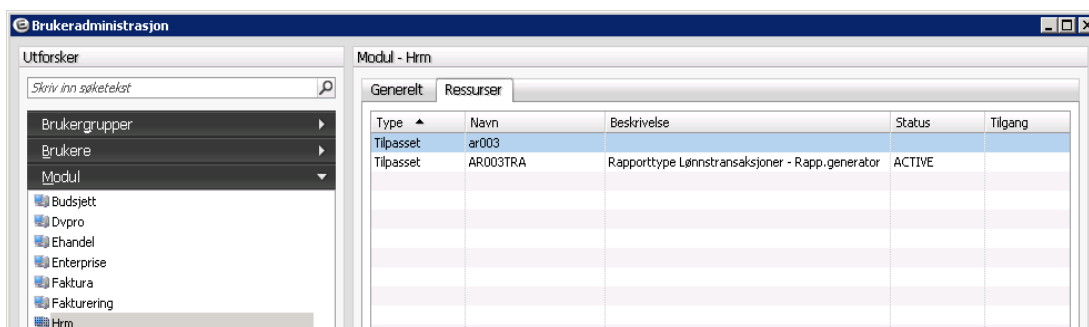 Brukeradministrasjon
Utforsker
Modul - Hrm
Skriv inn søketekst
Generelt Ressurser
Type Navn Beskrivelse Status Tilgang
Brukergrupper
Tilpasset ar003
Brukere
Tilpasset AR003TRA Rapporttype Lønnstransaksjoner - Rapp.generator ACTIVE
Modul
Budsjett
Dvpro
Ehandel
Enterprise
Faktura
Fakturering
Hrm